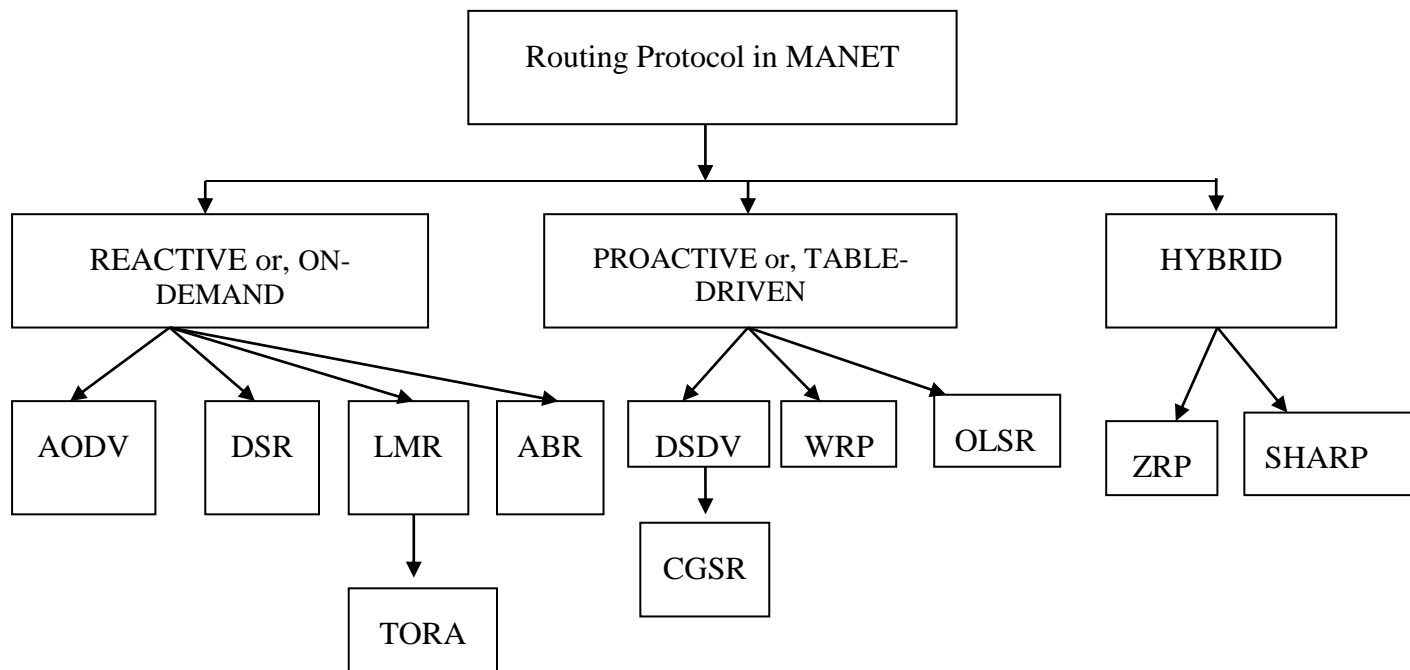 Routing Protocol in MANET
REACTIVE or, ON-
DEMAND
PROACTIVE or, TABLE-
DRIVEN
HYBRID
AODV
DSR
LMR
ABR
DSDV
WRP
OLSR
ZRP
SHARP
CGSR
TORA